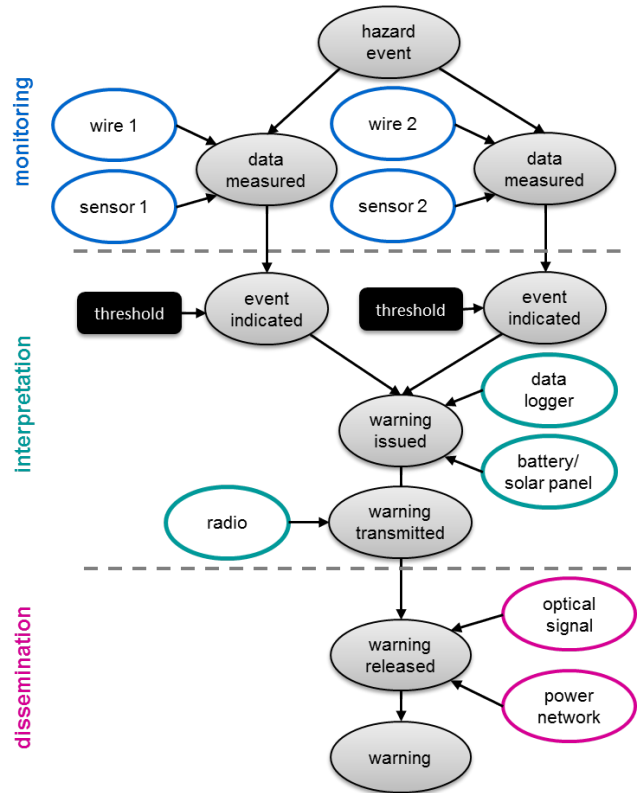 hazard
event
monitoring
wire 1
wire 2
data
measured
data
measured
sensor 1
sensor 2
interpretation
threshold
event
indicated
threshold
event
indicated
warning
issued
data
logger
battery/
solar panel
radio
warning
transmitted
dissemination
optical
signal
warning
released
power
network
warning